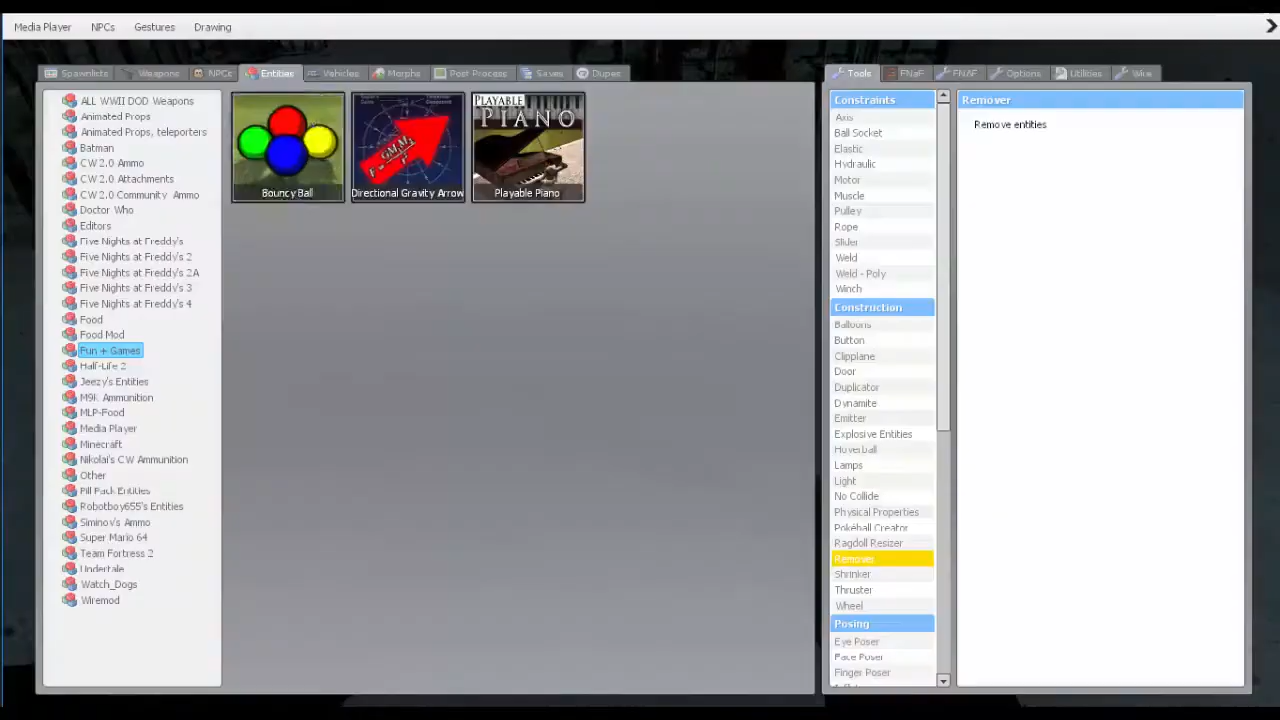 Media Player NPCs Gestures Drawing
Spawnlists Weapons NPCs Entities Vehicles Morphs Post Process Saves Dupes
ALL WWII DOD Weapons
Animated Props
Animated Props, teleporters
Batman
CW 2.0 Ammo
CW 2.0 Attachments
CW 2.0 Community Ammo
Doctor Who
Editors
Five Nights at Freddy's
Five Nights at Freddy's 2
Five Nights at Freddy's 2A
Five Nights at Freddy's 3
Five Nights at Freddy's 4
Food
Food Mod
Fun + Games
Half-Life 2
Jeezy's Entities
M9K Ammunition
MLP-Food
Media Player
Minecraft
Nikolai's CW Ammunition
Other
Pill Pack Entities
Robotboy655's Entities
Siminov's Ammo
Super Mario 64
Team Fortress 2
Undertale
Watch_Dogs
Wiremod
Bouncy Ball
Directional Gravity Arrow
PLAYABLE
PIANO
Playable Piano
Tools FNaF FNAF Options Utilities Wire
Constraints
Axis
Ball Socket
Elastic
Hydraulic
Motor
Muscle
Pulley
Rope
Slider
Weld
Weld - Poly
Winch
Construction
Balloons
Button
Clipplane
Door
Duplicator
Dynamite
Emitter
Explosive Entities
Hoverball
Lamps
Light
No Collide
Physical Properties
Pokéball Creator
Ragdoll Resizer
Remover
Shrinker
Thruster
Wheel
Posing
Eye Poser
Face Poser
Finger Poser
Remover
Remove entities